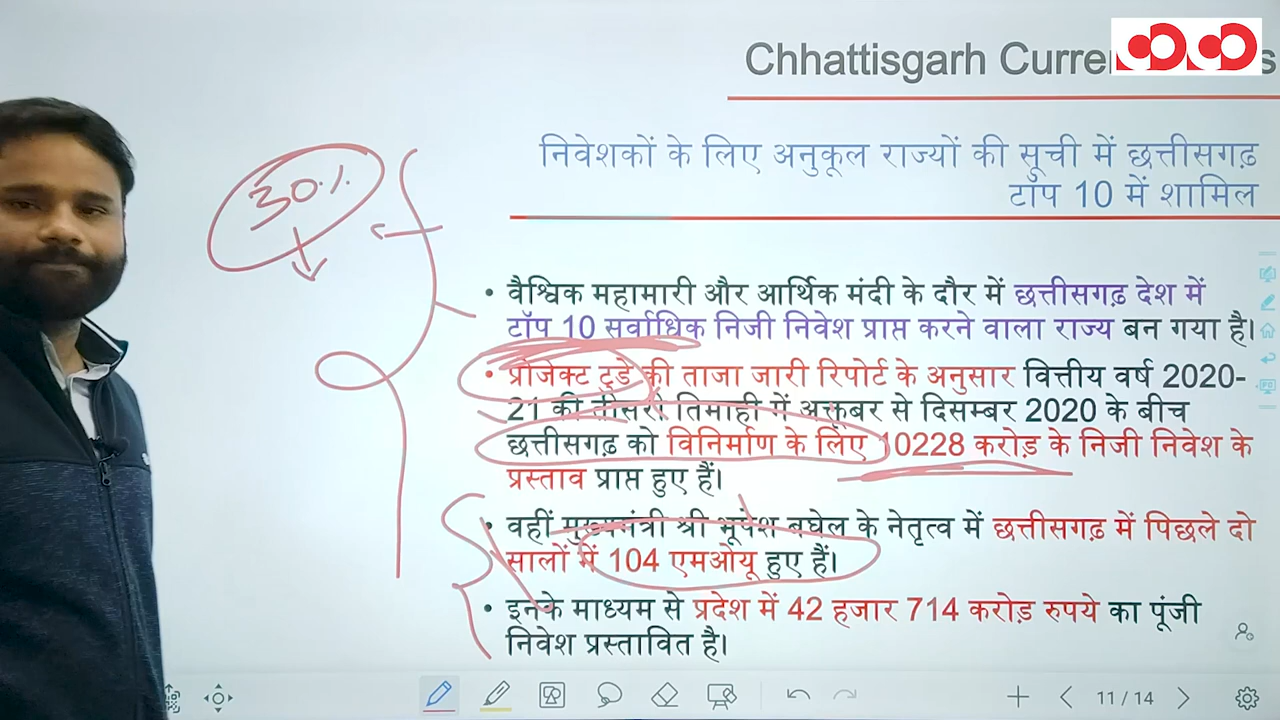 Chhattisgarh Curre
निवेशकों के लिए अनुकूल राज्यों की सूची में छत्तीसगढ़
टॉप 10 में शामिल
30%
• वैश्विक महामारी और आर्थिक मंदी के दौर में छत्तीसगढ़ देश में
टॉप 10 सर्वाधिक निजी निवेश प्राप्त करने वाला राज्य बन गया है।
• प्रोजेक्ट टुडे की ताजा जारी रिपोर्ट के अनुसार वित्तीय वर्ष 2020-
21 की तीसरी तिमाही में अक्तूबर से दिसम्बर 2020 के बीच
छत्तीसगढ़ को विनिर्माण के लिए 10228 करोड़ के निजी निवेश के
प्रस्ताव प्राप्त हुए हैं।
• वहीं मुख्यमंत्री श्री भूपेश बघेल के नेतृत्व में छत्तीसगढ़ में पिछले दो
सालों में 104 एमओयू हुए हैं।
• इनके माध्यम से प्रदेश में 42 हजार 714 करोड़ रुपये का पूंजी
निवेश प्रस्तावित है।
11 / 14